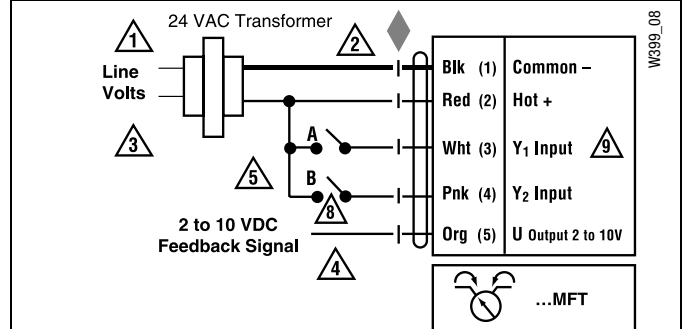 24 VAC Transformer
W399_08
1
2
Line
Volts
3
Blk (1) Common –
Red (2) Hot +
A
Wht (3) Y1 Input
9
5
B
8
Pnk (4) Y2 Input
2 to 10 VDC
Feedback Signal
Org (5) U Output 2 to 10V
4
...MFT